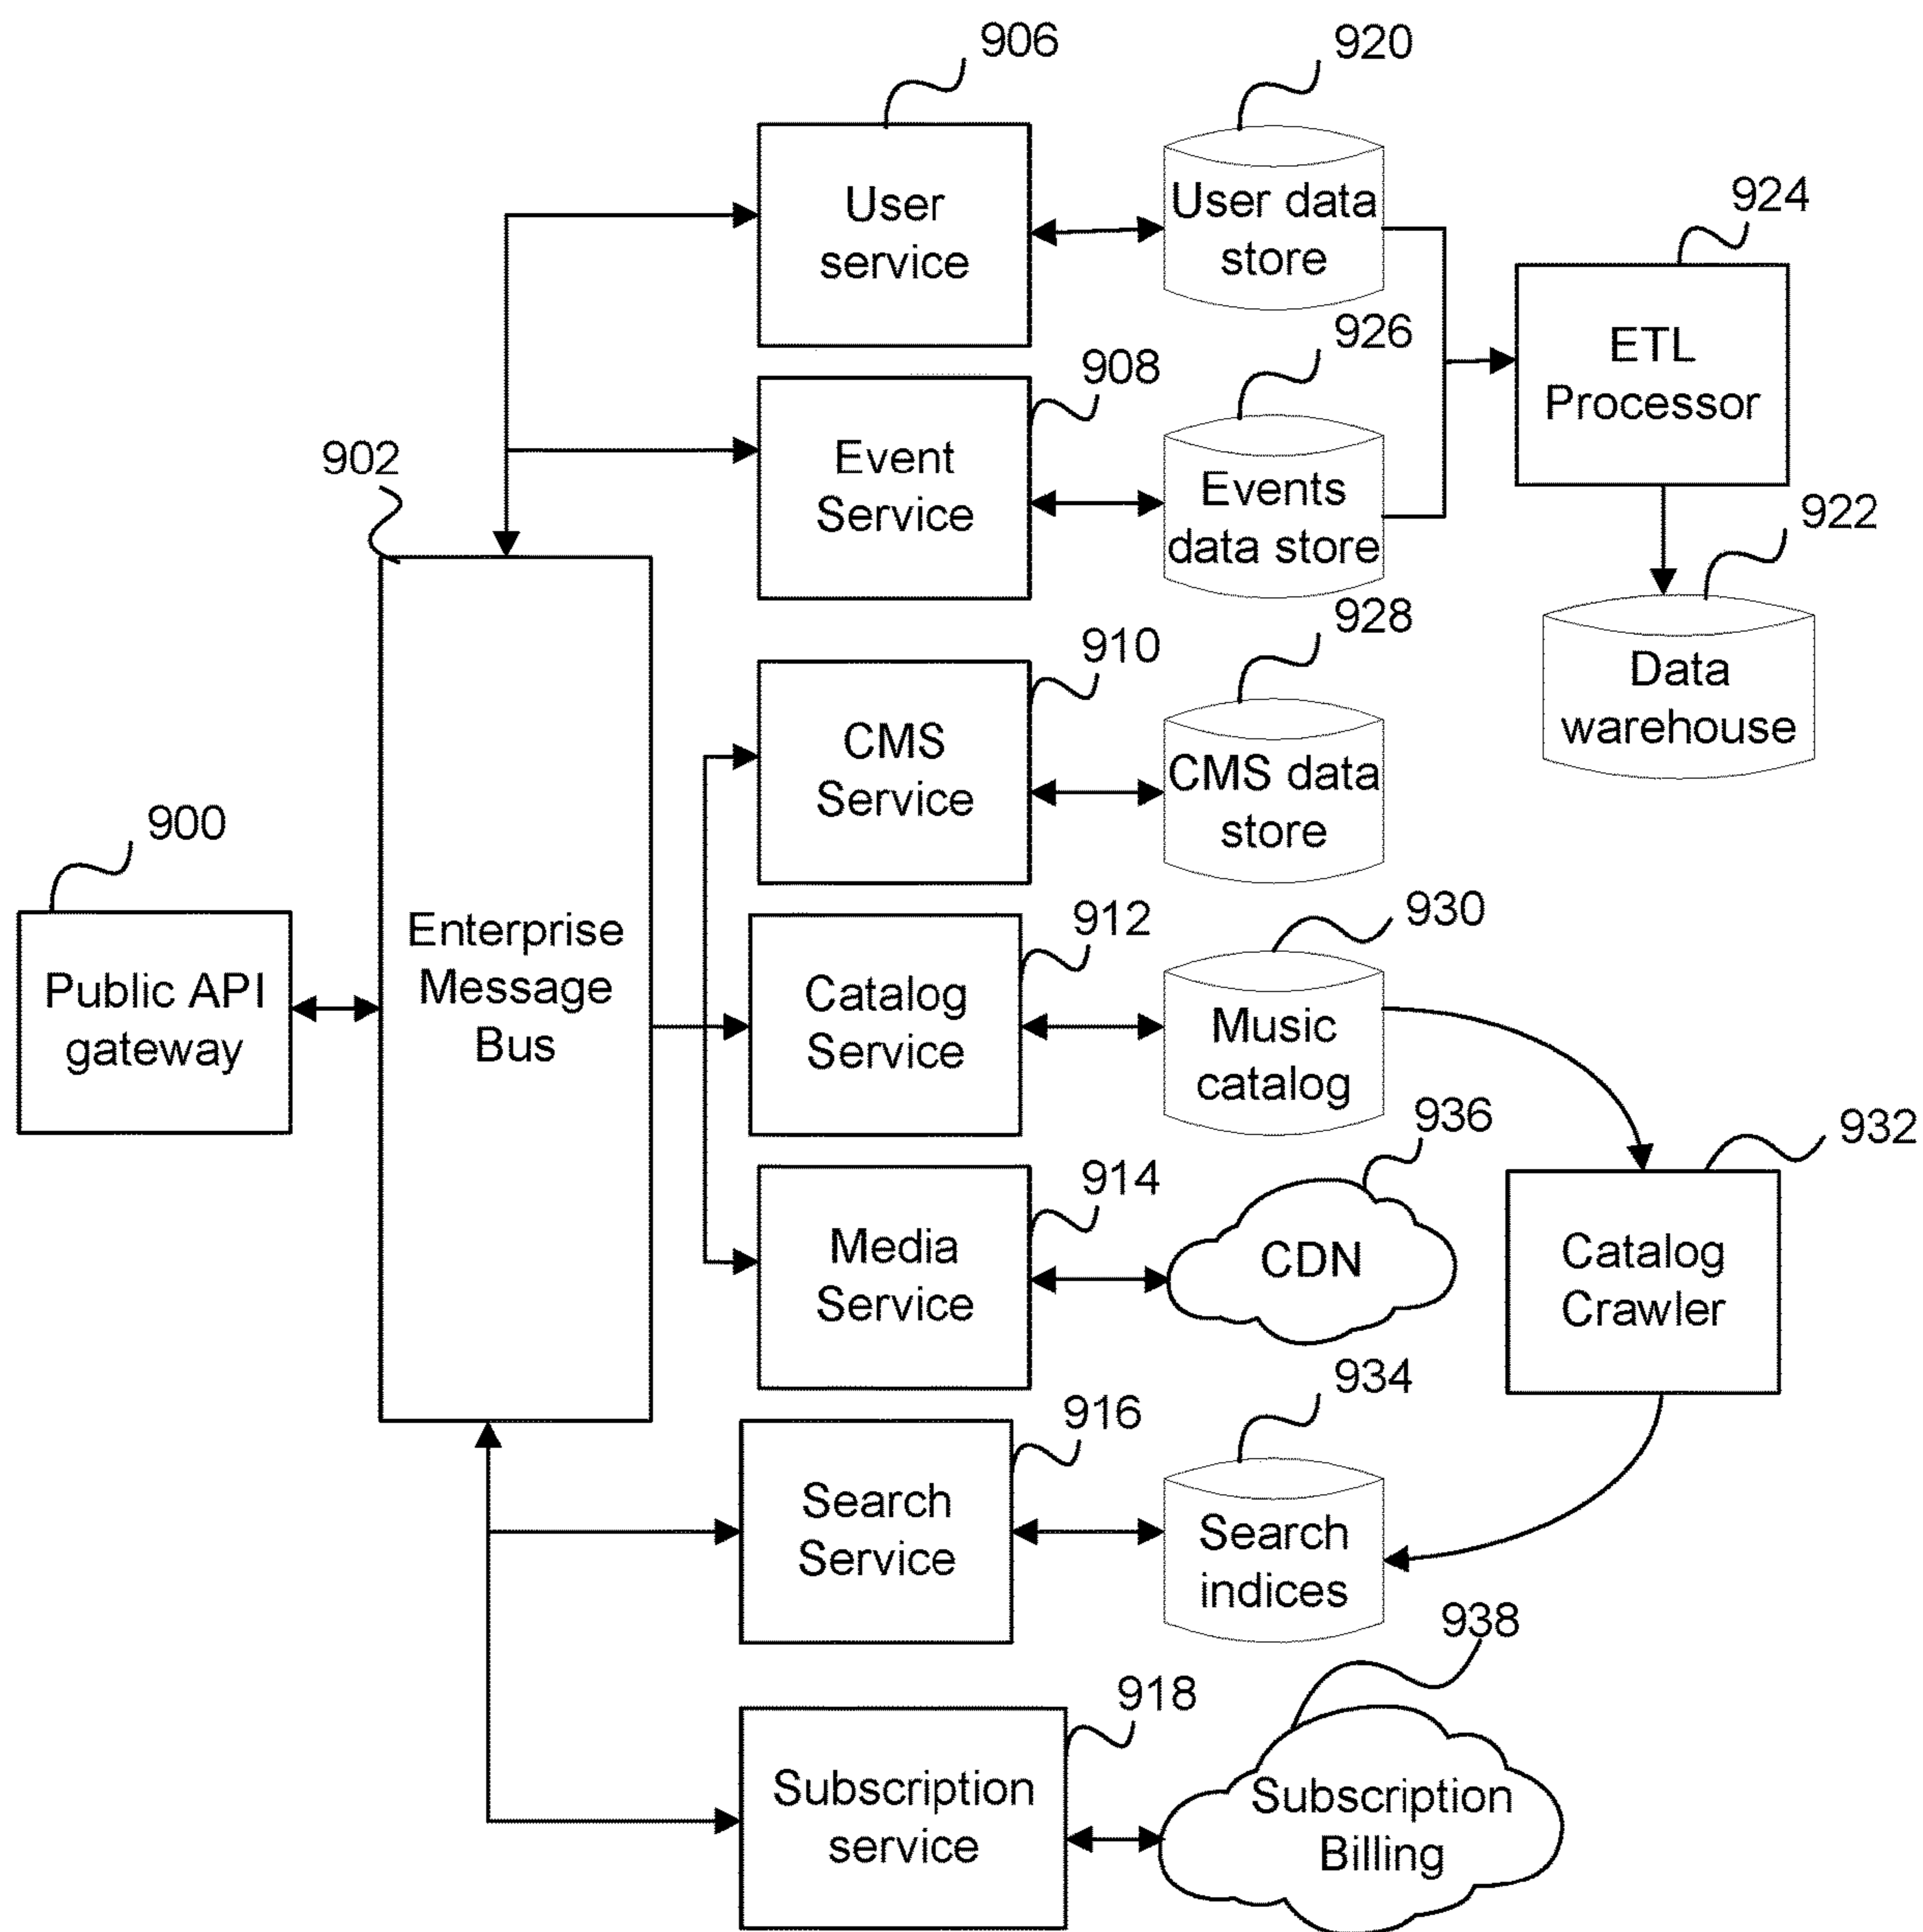 906
920
User
service
User data
store
924
ETL
Processor
926
908
Event
Service
Events
data store
902
922
Data
warehouse
928
910
CMS
Service
CMS data
store
900
Public API
gateway
Enterprise
Message
Bus
912
Catalog
Service
930
Music
catalog
936
932
914
Media
Service
CDN
Catalog
Crawler
934
916
Search
Service
Search
indices
938
918
Subscription
service
Subscription
Billing